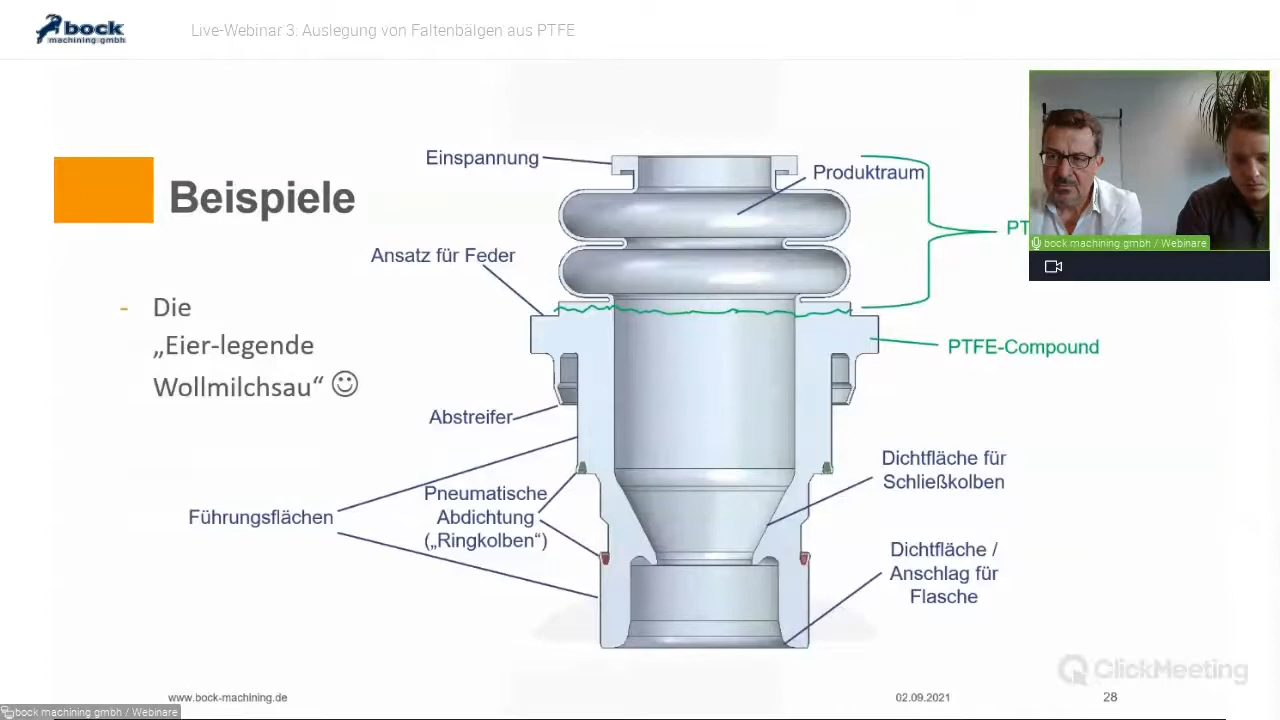 bock
machining gmbh
Live-Webinar 3: Auslegung von Faltenbälgen aus PTFE
Beispiele
- Die
„Eier-legende
Wollmilchsau“ ☺
Einspannung
Produktraum
Ansatz für Feder
PT
PTFE-Compound
Abstreifer
Dichtfläche für
Schließkolben
Führungsflächen
Pneumatische
Abdichtung
(„Ringkolben“)
Dichtfläche /
Anschlag für
Flasche
bock machining gmbh / Webinare
ClickMeeting
www.bock-machining.de
02.09.2021
28
bock machining gmbh / Webinare